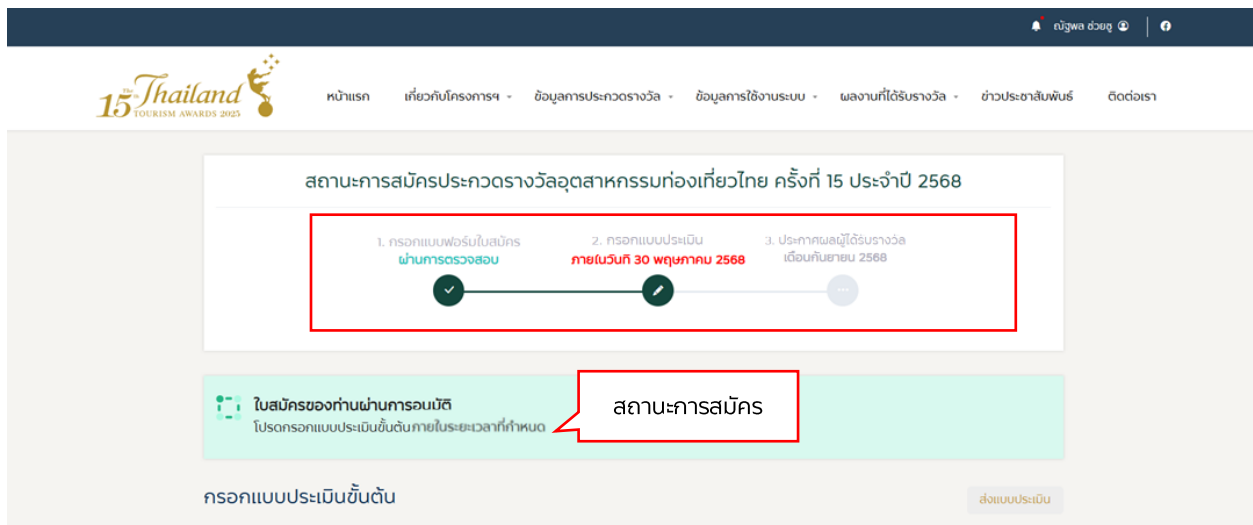 ณัฐพล ช่วยชู
The 15th Thailand
TOURISM AWARDS 2025
หน้าแรก เกี่ยวกับโครงการฯ ข้อมูลการประกวดรางวัล ข้อมูลการใช้งานระบบ ผลงานที่ได้รับรางวัล ข่าวประชาสัมพันธ์ ติดต่อเรา
สถานะการสมัครประกวดรางวัลอุตสาหกรรมท่องเที่ยวไทย ครั้งที่ 15 ประจำปี 2568
1. กรอกแบบฟอร์มใบสมัคร 2. กรอกแบบประเมิน 3. ประกาศผลผู้ได้รับรางวัล
ผ่านการตรวจสอบ ภายในวันที่ 30 พฤษภาคม 2568 เดือนกันยายน 2568
ใบสมัครของท่านผ่านการอนุมัติ
โปรดกรอกแบบประเมินขั้นต้นภายในระยะเวลาที่กำหนด
สถานะการสมัคร
กรอกแบบประเมินขั้นต้น ส่งแบบประเมิน